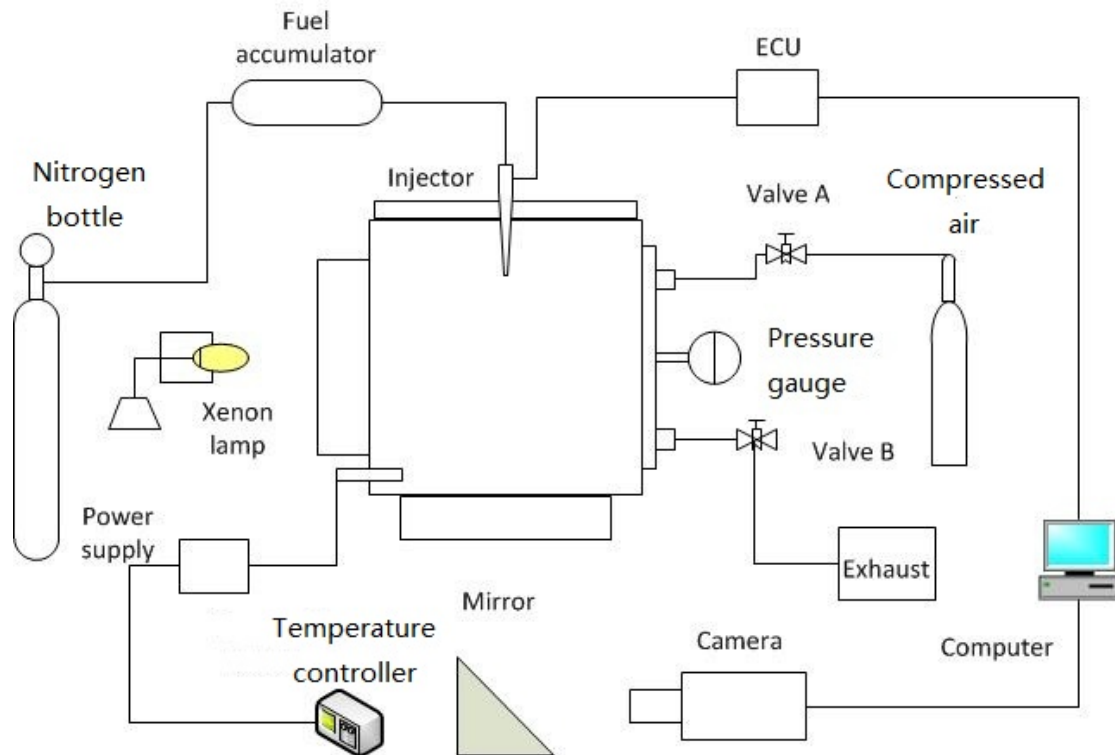 Fuel
accumulator
ECU
Nitrogen
bottle
Injector
Valve A
Compressed
air
Pressure
gauge
Xenon
lamp
Valve B
Power
supply
Exhaust
Mirror
Temperature
controller
Camera
Computer